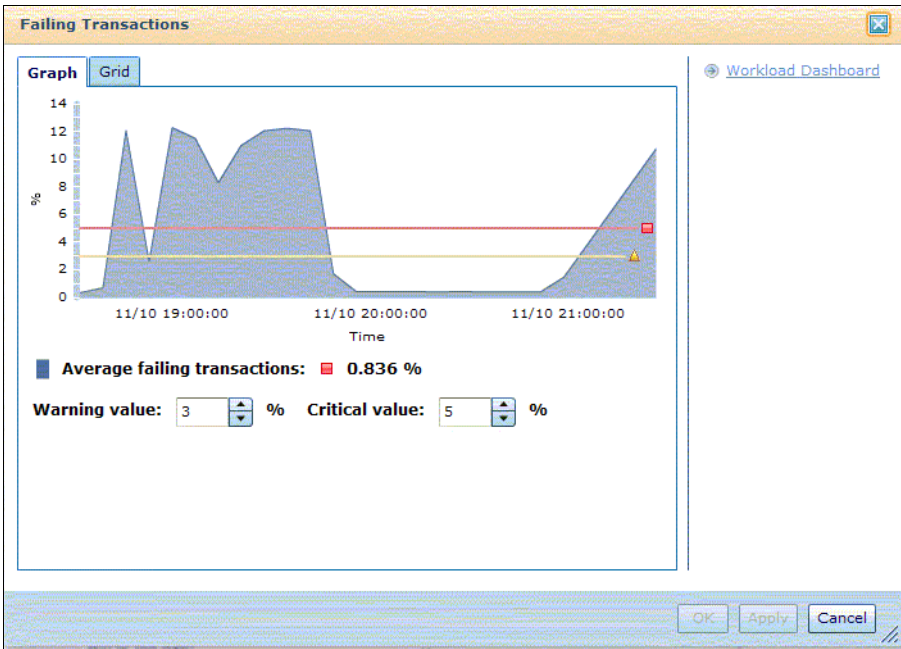 Failing Transactions
Graph Grid
Workload Dashboard
14
12
10
8
6
4
2
0
%
11/10 19:00:00 11/10 20:00:00 11/10 21:00:00
Time
Average failing transactions: 0.836 %
Warning value: 3 % Critical value: 5 %
OK Apply Cancel